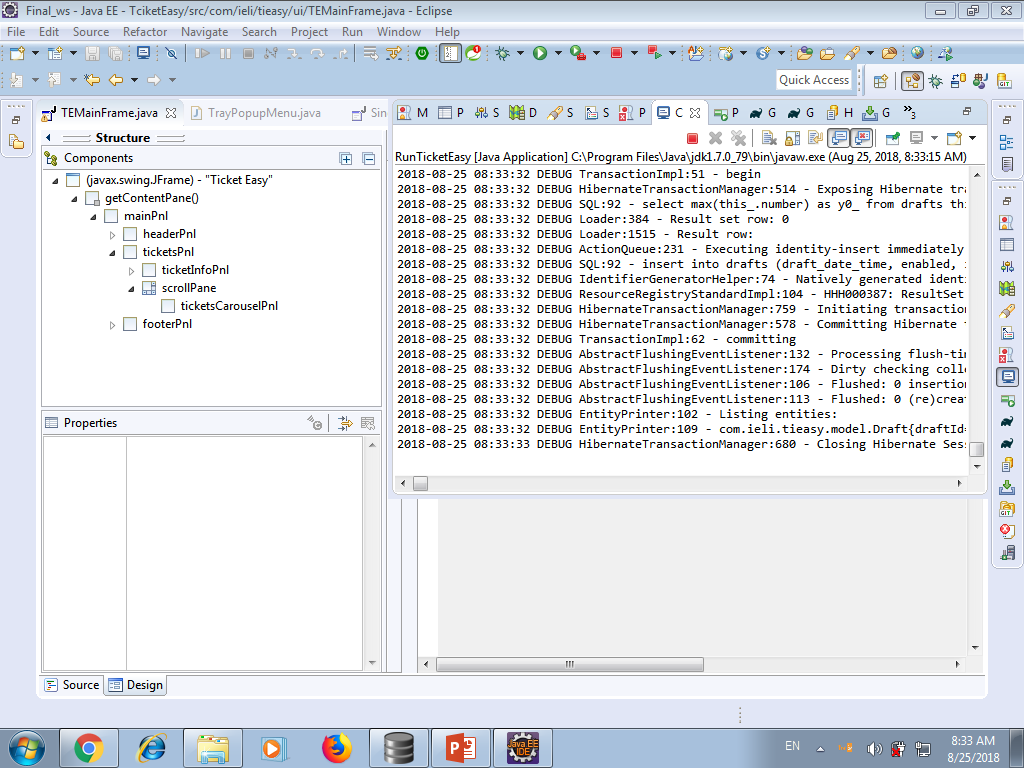 Final_ws - Java EE - TciketEasy/src/com/ieli/tieasy/ui/TEMainFrame.java - Eclipse
File Edit Source Refactor Navigate Search Project Run Window Help
Quick Access
TEMainFrame.java TrayPopupMenu.java Sin
M P S D S S P C P G G H G »3
Structure
Components
(javax.swing.JFrame) - "Ticket Easy"
getContentPane()
mainPnl
headerPnl
ticketsPnl
ticketInfoPnl
scrollPane
ticketsCarouselPnl
footerPnl
Properties
RunTicketEasy [Java Application] C:\Program Files\Java\jdk1.7.0_79\bin\javaw.exe (Aug 25, 2018, 8:33:15 AM)
2018-08-25 08:33:32 DEBUG TransactionImpl:51 - begin
2018-08-25 08:33:32 DEBUG HibernateTransactionManager:514 - Exposing Hibernate tra
2018-08-25 08:33:32 DEBUG SQL:92 - select max(this_.number) as y0_ from drafts thi
2018-08-25 08:33:32 DEBUG Loader:384 - Result set row: 0
2018-08-25 08:33:32 DEBUG Loader:1515 - Result row:
2018-08-25 08:33:32 DEBUG ActionQueue:231 - Executing identity-insert immediately
2018-08-25 08:33:32 DEBUG SQL:92 - insert into drafts (draft_date_time, enabled,
2018-08-25 08:33:32 DEBUG IdentifierGeneratorHelper:74 - Natively generated identi
2018-08-25 08:33:32 DEBUG ResourceRegistryStandardImpl:104 - HHH000387: ResultSet
2018-08-25 08:33:32 DEBUG HibernateTransactionManager:759 - Initiating transaction
2018-08-25 08:33:32 DEBUG HibernateTransactionManager:578 - Committing Hibernate t
2018-08-25 08:33:32 DEBUG TransactionImpl:62 - committing
2018-08-25 08:33:32 DEBUG AbstractFlushingEventListener:132 - Processing flush-tim
2018-08-25 08:33:32 DEBUG AbstractFlushingEventListener:174 - Dirty checking colle
2018-08-25 08:33:32 DEBUG AbstractFlushingEventListener:106 - Flushed: 0 insertion
2018-08-25 08:33:32 DEBUG AbstractFlushingEventListener:113 - Flushed: 0 (re)creat
2018-08-25 08:33:32 DEBUG EntityPrinter:102 - Listing entities:
2018-08-25 08:33:32 DEBUG EntityPrinter:109 - com.ieli.tieasy.model.Draft{draftId=
2018-08-25 08:33:33 DEBUG HibernateTransactionManager:680 - Closing Hibernate Sess
Source Design
EN
8:33 AM
8/25/2018
Java EE
IDE